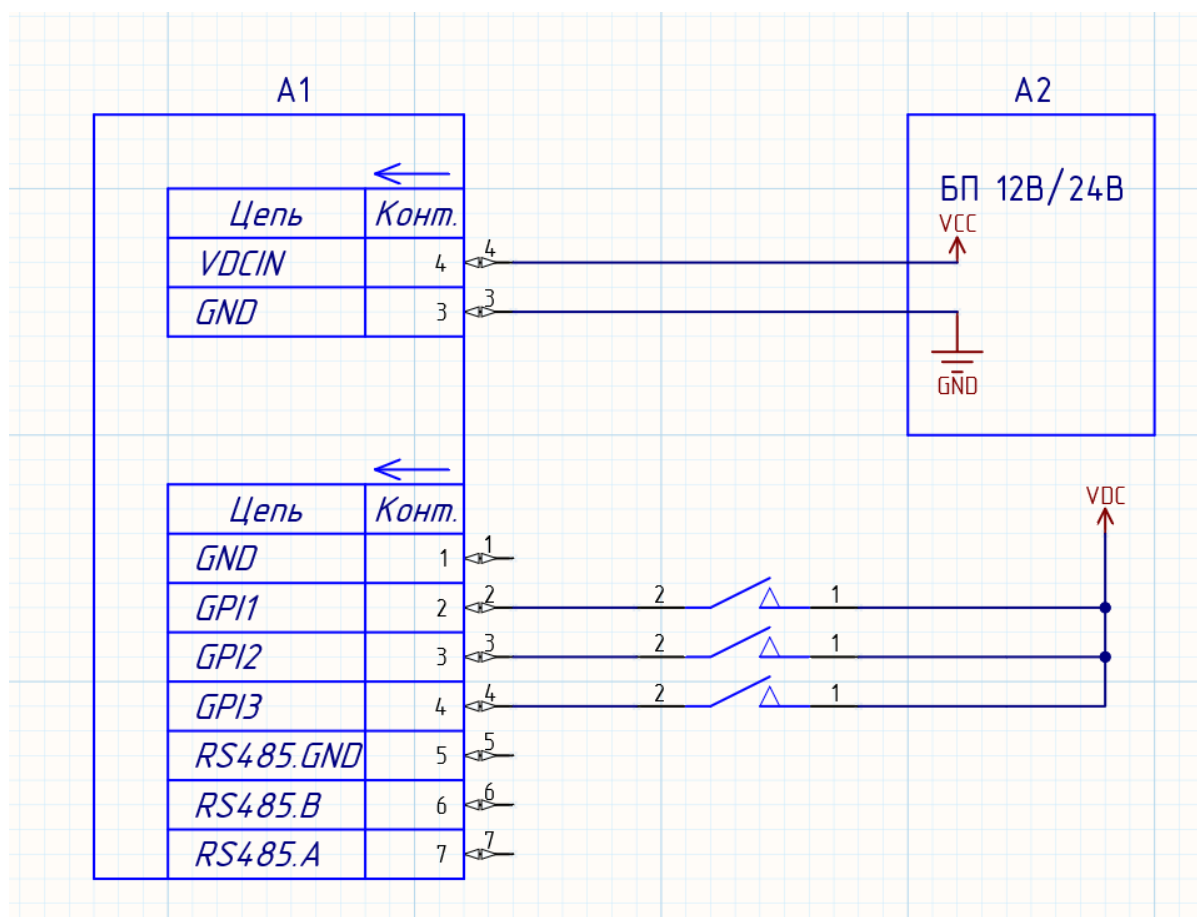 A1
A2
БП 12В/24В
VCC
GND
Цепь Конт.
VDCIN 4 4
GND 3 3
Цепь Конт.
GND 1 1
GPI1 2 2 2 1
GPI2 3 3 2 1
GPI3 4 4 2 1
RS485.GND 5 5
RS485.B 6 6
RS485.A 7 7
VDC